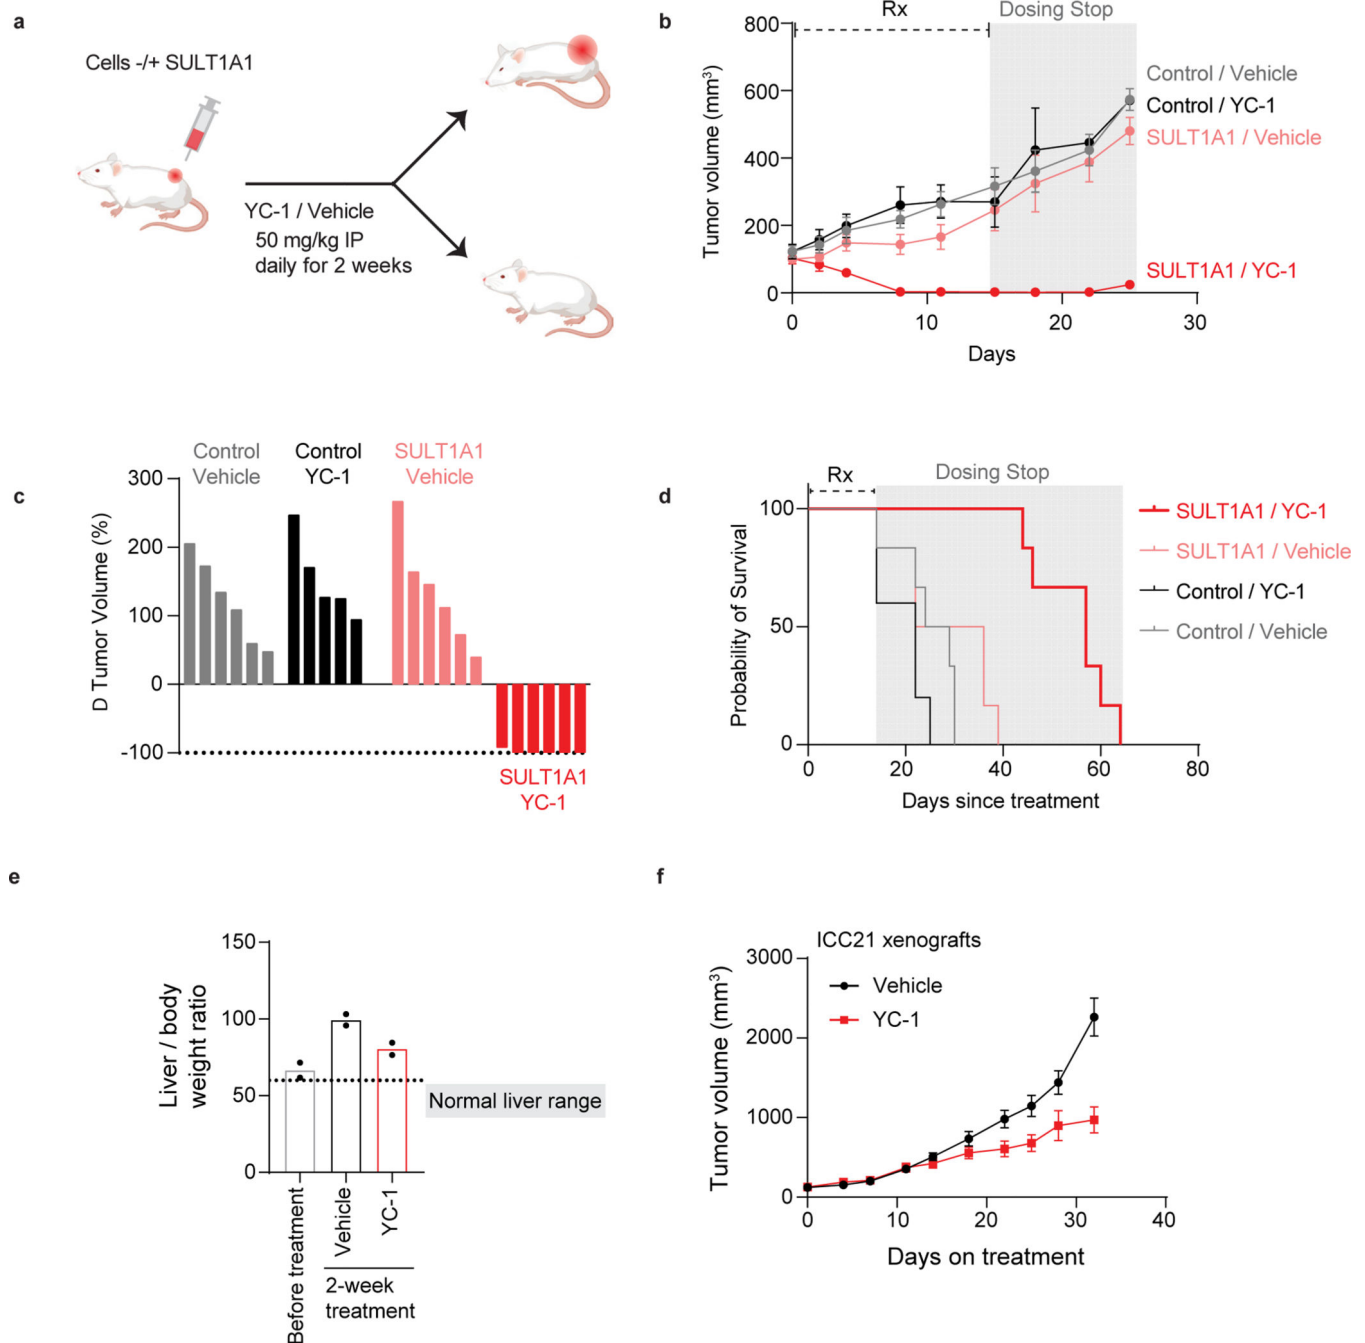 a
Cells -/+ SULT1A1
YC-1 / Vehicle
50 mg/kg IP
daily for 2 weeks
b
Rx
Dosing Stop
800
600
400
200
0
Tumor volume (mm³)
0
10
20
30
Days
Control / Vehicle
Control / YC-1
SULT1A1 / Vehicle
SULT1A1 / YC-1
c
Control
Vehicle
Control
YC-1
SULT1A1
Vehicle
300
200
100
0
-100
D Tumor Volume (%)
SULT1A1
YC-1
d
Rx
Dosing Stop
100
50
0
Probability of Survival
0
20
40
60
80
Days since treatment
SULT1A1 / YC-1
SULT1A1 / Vehicle
Control / YC-1
Control / Vehicle
e
150
100
50
0
Liver / body
weight ratio
Normal liver range
Before treatment
Vehicle
YC-1
2-week
treatment
f
ICC21 xenografts
Vehicle
YC-1
3000
2000
1000
0
Tumor volume (mm³)
0
10
20
30
40
Days on treatment